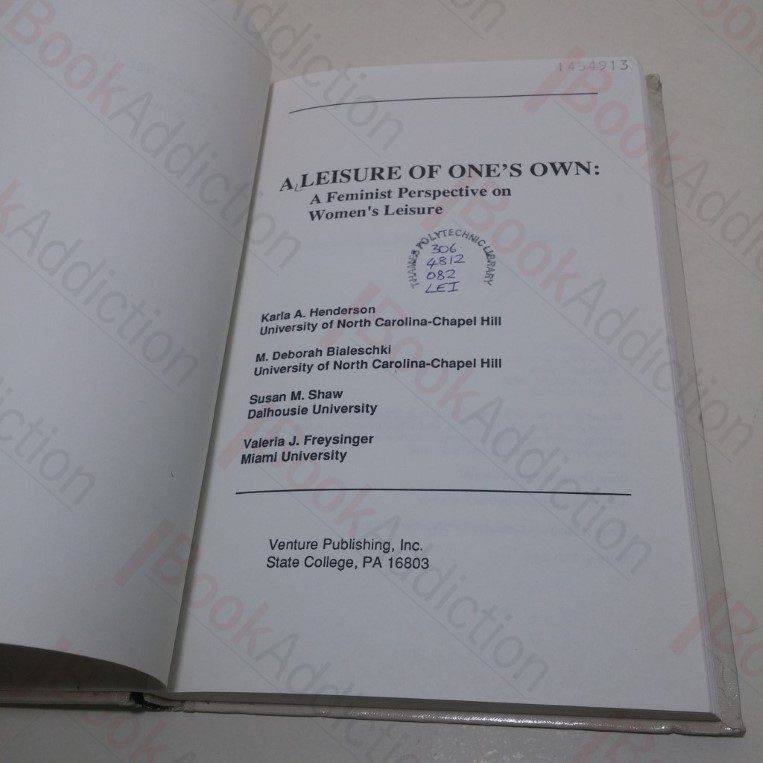 1454913
A LEISURE OF ONE'S OWN:
A Feminist Perspective on
Women's Leisure
THAMES POLYTECHNIC LIBRARY
306.
4812
082
LEI
Karla A. Henderson
University of North Carolina-Chapel Hill
M. Deborah Bialeschki
University of North Carolina-Chapel Hill
Susan M. Shaw
Dalhousie University
Valeria J. Freysinger
Miami University
Venture Publishing, Inc.
State College, PA 16803
BookAddiction